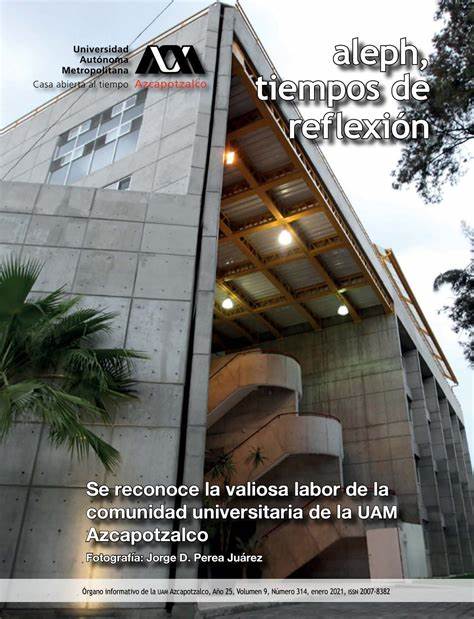 Universidad
Autónoma
Metropolitana
Casa abierta al tiempo Azcapotzalco
aleph,
tiempos de
reflexión
Se reconoce la valiosa labor de la
comunidad universitaria de la UAM
Azcapotzalco
Fotografía: Jorge D. Perea Juárez
Órgano informativo de la UAM Azcapotzalco, Año 25, Volumen 9, Número 314, enero 2021, ISSN 2007-8382